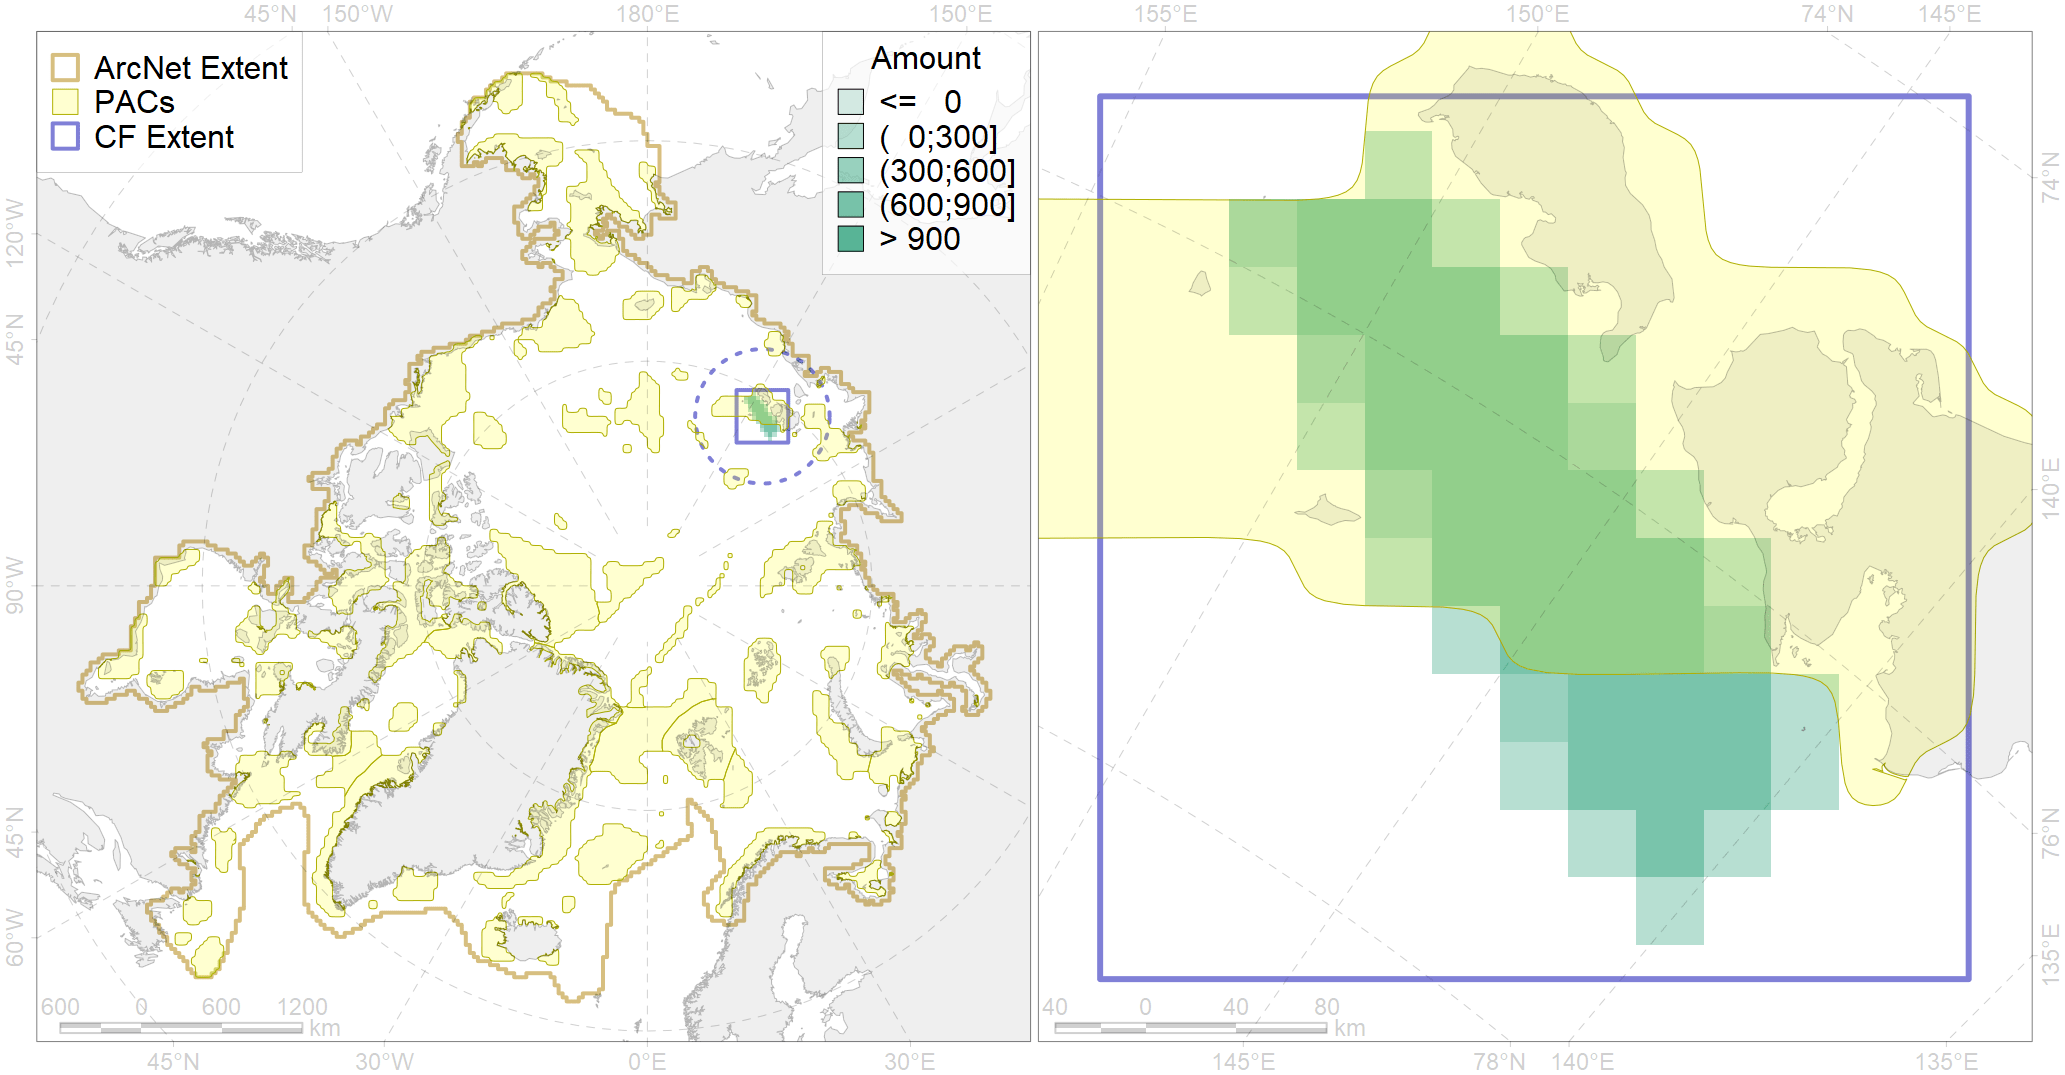 45°N 150°W 180°E 150°E 155°E 150°E 74°N 145°E
ArcNet Extent
PACs
CF Extent
Amount
<= 0
( 0;300]
(300;600]
(600;900]
> 900
120°W
45°N
90°W
45°N
60°W
74°N
140°E
76°N
135°E
600 0 600 1200
km
40 0 40 80
km
45°N 30°W 0°E 30°E 145°E 78°N 140°E 135°E